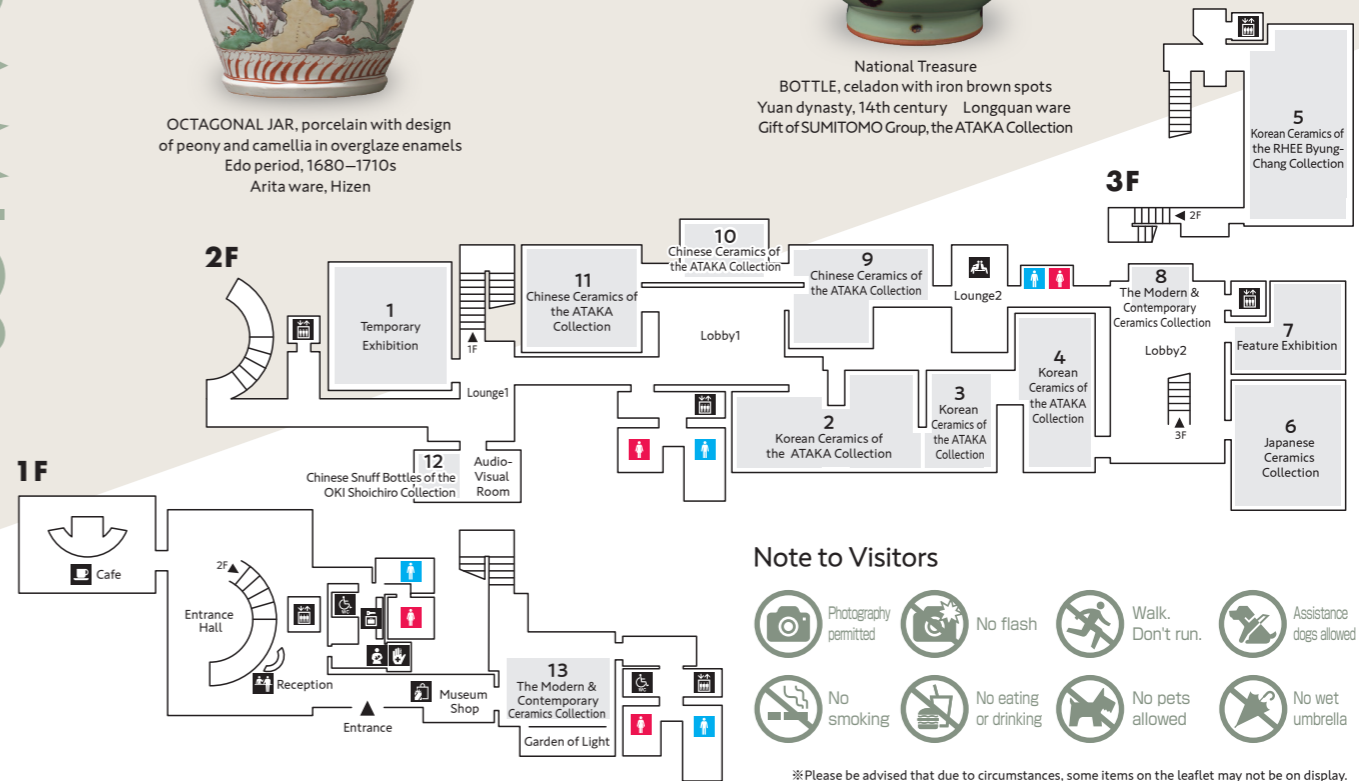 OCTAGONAL JAR, porcelain with design
of peony and camellia in overglaze enamels
Edo period, 1680–1710s
Arita ware, Hizen
National Treasure
BOTTLE, celadon with iron brown spots
Yuan dynasty, 14th century Longquan ware
Gift of SUMITOMO Group, the ATAKA Collection
3F
5
Korean Ceramics of
the RHEE Byung-
Chang Collection
2F
2F
1
Temporary
Exhibition
1F
11
Chinese Ceramics of
the ATAKA
Collection
10
Chinese Ceramics of
the ATAKA Collection
9
Chinese Ceramics of
the ATAKA Collection
Lounge2
8
The Modern &
Contemporary
Ceramics Collection
Lobby2
3F
7
Feature Exhibition
6
Japanese
Ceramics
Collection
Lobby1
Lounge1
2
Korean Ceramics of
the ATAKA Collection
3
Korean
Ceramics of
the ATAKA
Collection
4
Korean
Ceramics of
the ATAKA
Collection
12
Chinese Snuff Bottles of the
OKI Shoichiro Collection
Audio-
Visual
Room
1F
Cafe
2F
Entrance
Hall
WC
Reception
Entrance
Museum
Shop
13
The Modern &
Contemporary
Ceramics Collection
Garden of Light
WC
Note to Visitors
Photography
permitted
No flash
Walk.
Don't run.
Assistance
dogs allowed
No
smoking
No eating
or drinking
No pets
allowed
No wet
umbrella
※Please be advised that due to circumstances, some items on the leaflet may not be on display.